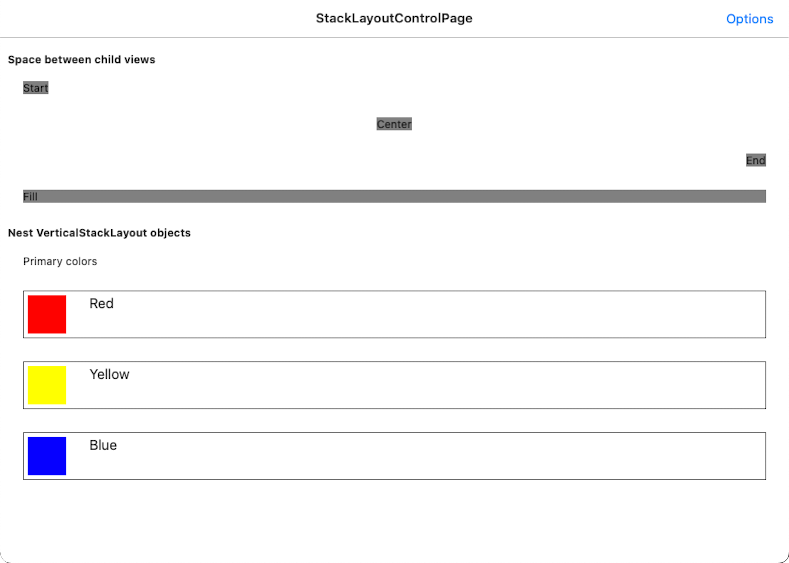 StackLayoutControlPage
Options
Space between child views
Start
Center
End
Fill
Nest VerticalStackLayout objects
Primary colors
Red
Yellow
Blue